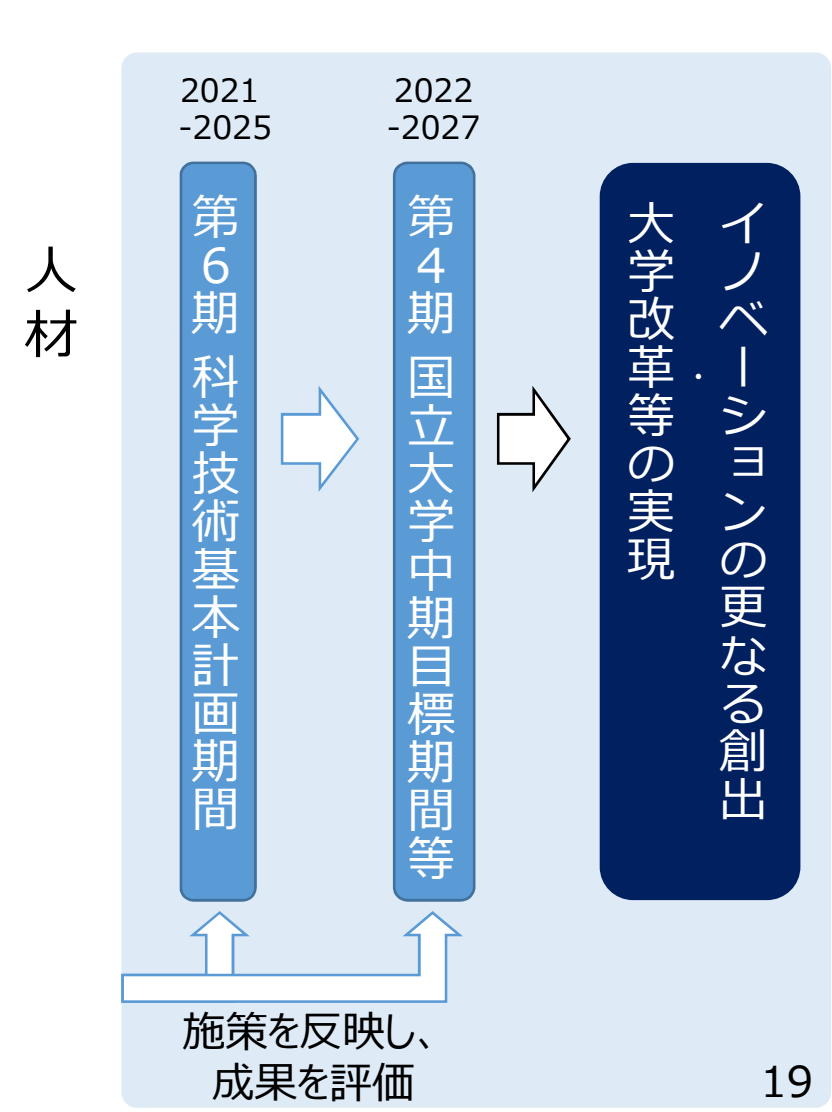 人材
2021
-2025
第6期 科学技術基本計画期間
2022
-2027
第4期 国立大学中期目標期間等
イノベーションの更なる創出・
大学改革等の実現
施策を反映し、
成果を評価
19